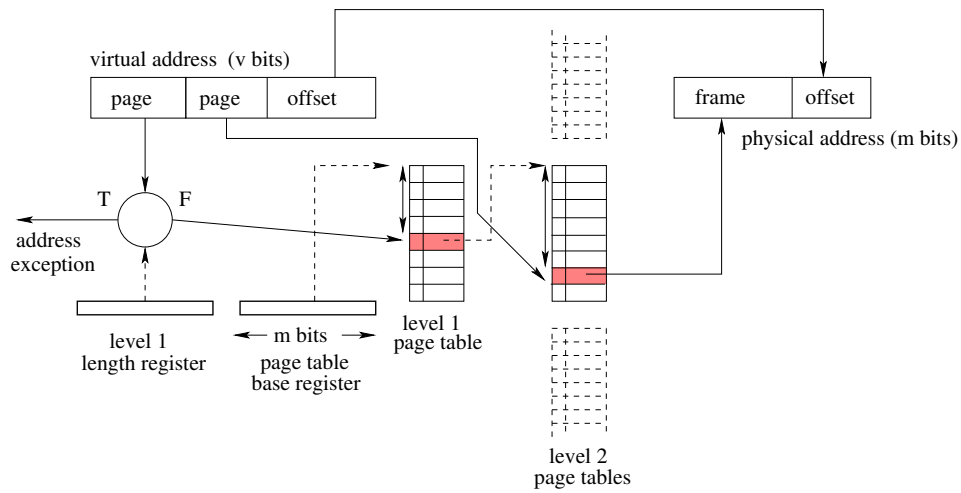 virtual address (v bits)
page
page
offset
frame
offset
physical address (m bits)
T
F
address
exception
level 1
length register
m bits
page table
base register
level 1
page table
level 2
page tables